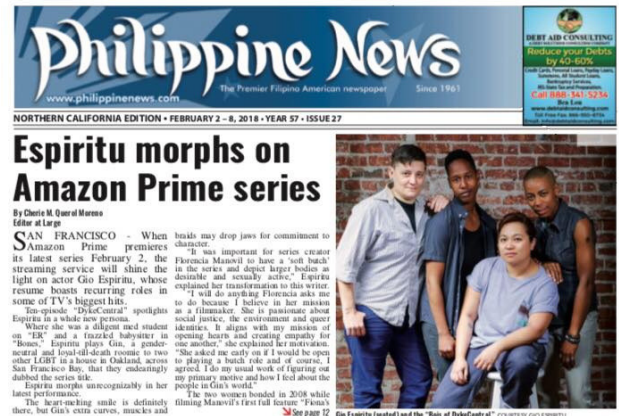 Philippine News
www.philippinenews.com
The Premier Filipino American newspaper
Since 1961
DEBT AID CONSULTING
Reduce your Debts
by 40-60%
Call 888-341-5234
Ben Lou
www.debtaidconsulting.com
NORTHERN CALIFORNIA EDITION • FEBRUARY 2 – 8, 2018 • YEAR 57 • ISSUE 27
Espiritu morphs on
Amazon Prime series
By Cherie M. Querol Moreno
Editor at Large
SAN FRANCISCO - When
Amazon Prime premieres
its latest series February 2, the
streaming service will shine the
light on actor Gio Espiritu, whose
resume boasts recurring roles in
some of TV's biggest hits.
Ten-episode "DykeCentral" spotlights
Espiritu in a whole new persona.
Where she was a diligent med student
on "ER" and a frazzled babysitter in
"Bones," Espiritu plays Gin, a gender-
neutral and loyal-till-death roomie to two
other LGBT in a house in Oakland, across
San Francisco Bay, that they endearingly
dubbed the series title.
Espiritu morphs unrecognizably in her
latest performance.
The heart-melting smile is definitely
there, but Gin's extra curves, muscles and
braids may drop jaws for commitment to
character.
"It was important for series creator
Florencia Manovil to have a 'soft butch'
in the series and depict larger bodies as
desirable and sexually active," Espiritu
explained her transformation to this writer.
"I will do anything Florencia asks me
to do because I believe in her mission
as a filmmaker. She is passionate about
social justice, the environment and queer
identities. It aligns with my mission of
opening hearts and creating empathy for
one another," she explained her motivation.
"She asked me early on if I would be open
to playing a butch role and of course, I
agreed. I do my usual work of figuring out
my primary motive and how I feel about the
people in Gin's world."
The two women bonded in 2008 while
filming Manovil's first full feature "Fiona's
See page 12
Gio Espiritu (seated) and the "Bois of DykeCentral." COURTESY GIO ESPIRITU